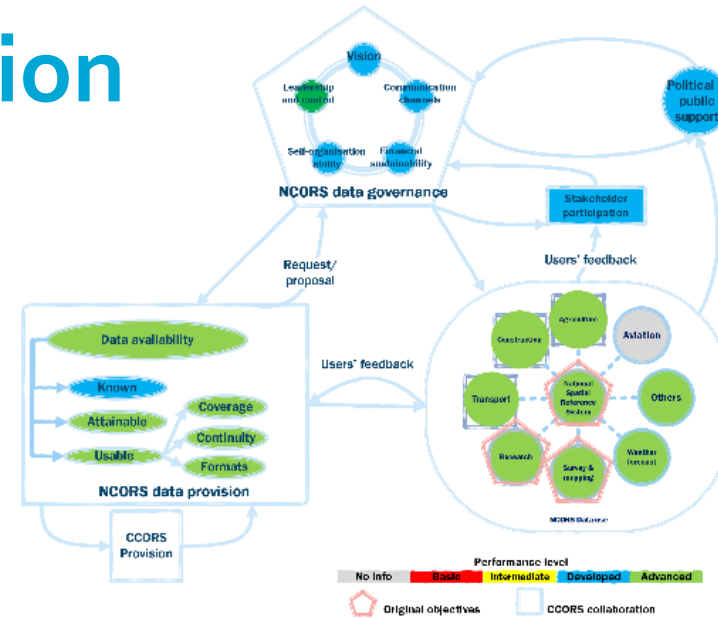 ion
Vision
Leadership
and control
Communication
channels
Self-organisation
ability
Financial
sustainability
NCORS data governance
Political
public
support
Stakeholder
participation
Request/
proposal
Users' feedback
Data availability
Known
Attainable
Usable
Coverage
Continuity
Formats
NCORS data provision
CCORS
Provision
Users' feedback
Agriculture
Construction
Aviation
Transport
National
Spatial
Reference
System
Others
Research
Survey &
mapping
Weather
forecast
NCORS Data use
Performance level
No Info
Basic
Intermediate
Developed
Advanced
Original objectives
CCORS collaboration